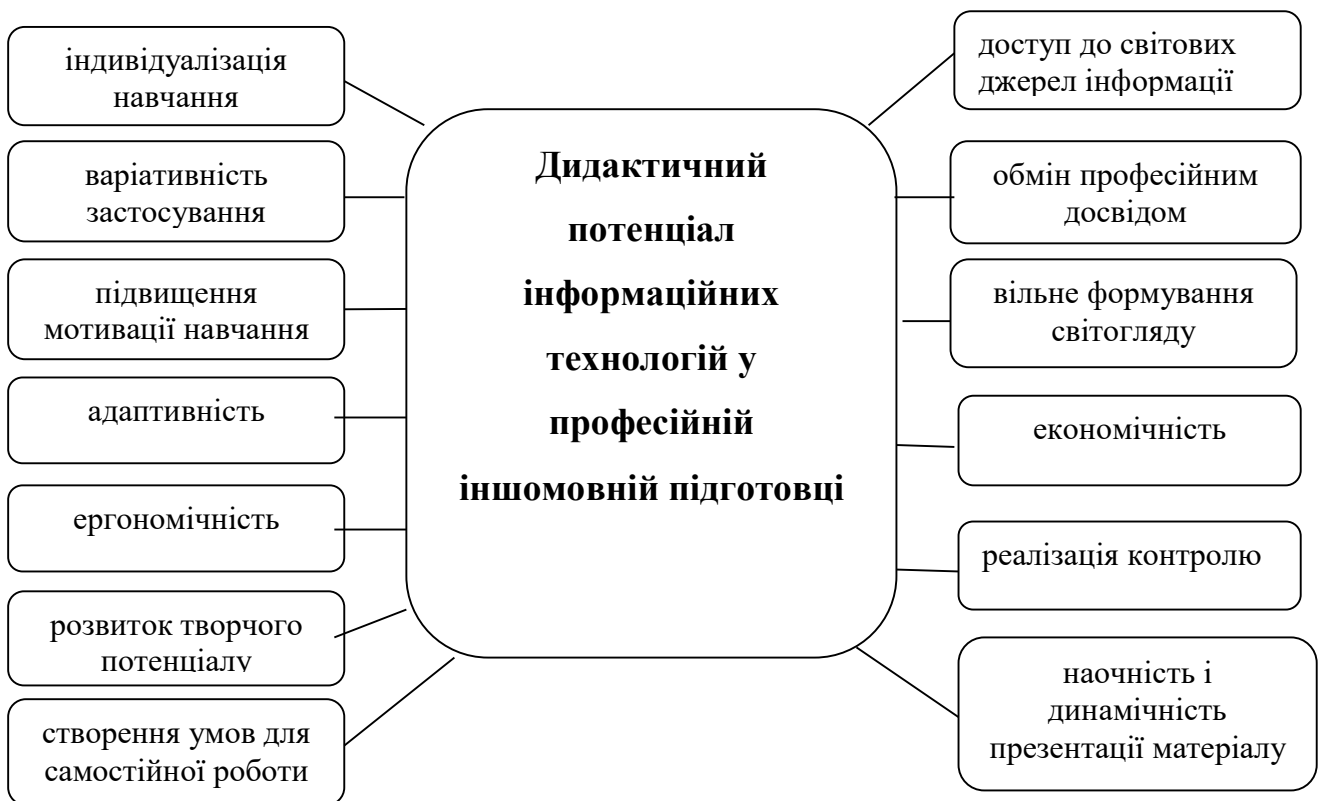 індивідуалізація
навчання
варіативність
застосування
підвищення
мотивації навчання
адаптивність
ергономічність
розвиток творчого
потенціалу
створення умов для
самостійної роботи
Дидактичний
потенціал
інформаційних
технологій у
професійній
іншомовній підготовці
доступ до світових
джерел інформації
обмін професійним
досвідом
вільне формування
світогляду
економічність
реалізація контролю
наочність і
динамічність
презентації матеріалу